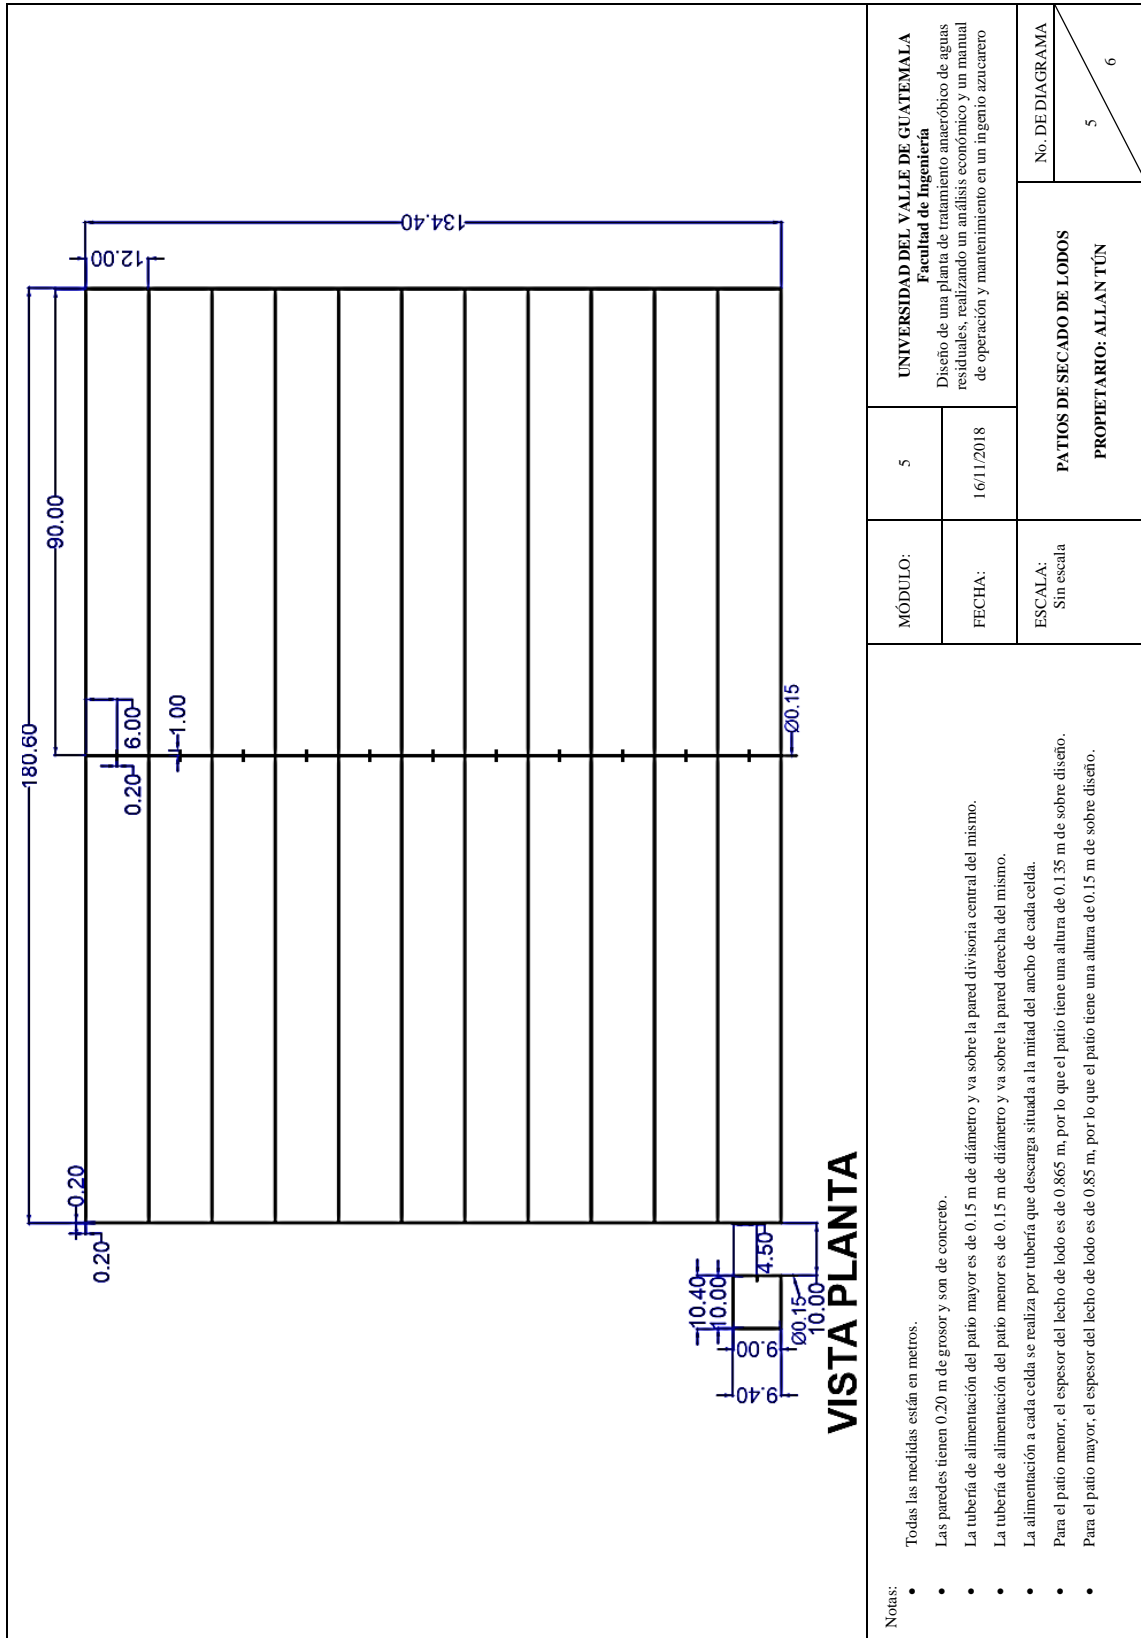 180.60
90.00
134.40
12.00
6.00
0.20
1.00
0.20
0.20
Ø0.15
10.40
10.00
4.50
9.00
9.40
Ø0.15
10.00
VISTA PLANTA
Notas:
• Todas las medidas están en metros.
• Las paredes tienen 0.20 m de grosor y son de concreto.
• La tubería de alimentación del patio mayor es de 0.15 m de diámetro y va sobre la pared divisoria central del mismo.
• La tubería de alimentación del patio menor es de 0.15 m de diámetro y va sobre la pared derecha del mismo.
• La alimentación a cada celda se realiza por tubería que descarga situada a la mitad del ancho de cada celda.
• Para el patio menor, el espesor del lecho de lodo es de 0.865 m, por lo que el patio tiene una altura de 0.135 m de sobre diseño.
• Para el patio mayor, el espesor del lecho de lodo es de 0.85 m, por lo que el patio tiene una altura de 0.15 m de sobre diseño.
MÓDULO:
5
FECHA:
16/11/2018
ESCALA:
Sin escala
UNIVERSIDAD DEL VALLE DE GUATEMALA
Facultad de Ingeniería
Diseño de una planta de tratamiento anaeróbico de aguas
residuales, realizando un análisis económico y un manual
de operación y mantenimiento en un ingenio azucarero
PATIOS DE SECADO DE LODOS
PROPIETARIO: ALLAN TÚN
No. DE DIAGRAMA
5
6